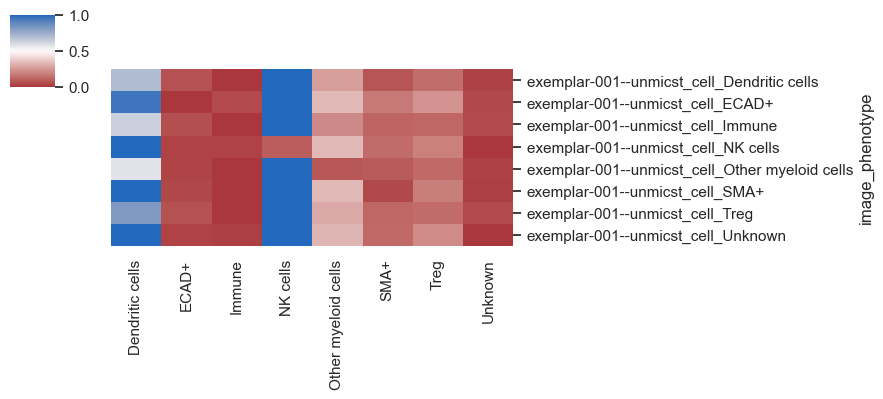 1.0
0.5
0.0
exemplar-001--unmicst_cell_Dendritic cells
exemplar-001--unmicst_cell_ECAD+
exemplar-001--unmicst_cell_Immune
exemplar-001--unmicst_cell_NK cells
exemplar-001--unmicst_cell_Other myeloid cells
exemplar-001--unmicst_cell_SMA+
exemplar-001--unmicst_cell_Treg
exemplar-001--unmicst_cell_Unknown
image_phenotype
Dendritic cells
ECAD+
Immune
NK cells
Other myeloid cells
SMA+
Treg
Unknown